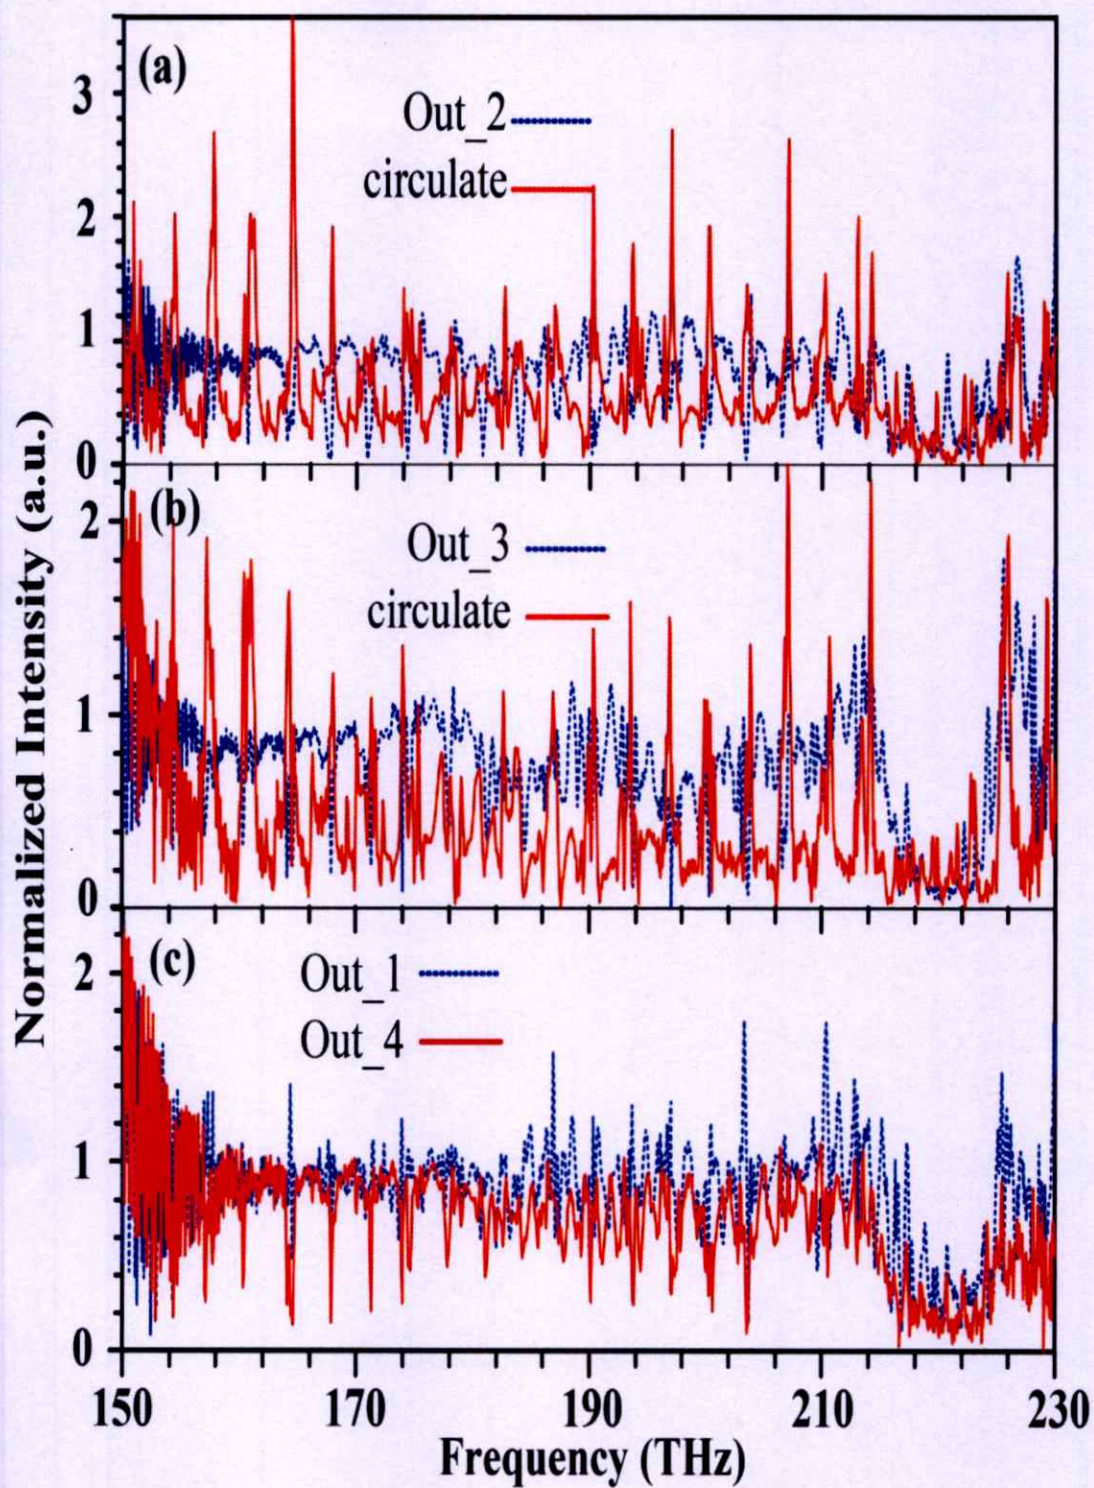 Normalized Intensity (a.u.)
(a)
3
Out_2
circulate
2
1
0
(b)
2
Out_3
circulate
1
0
(c)
2
Out_1
Out_4
1
0
150 170 190 210 230
Frequency (THz)